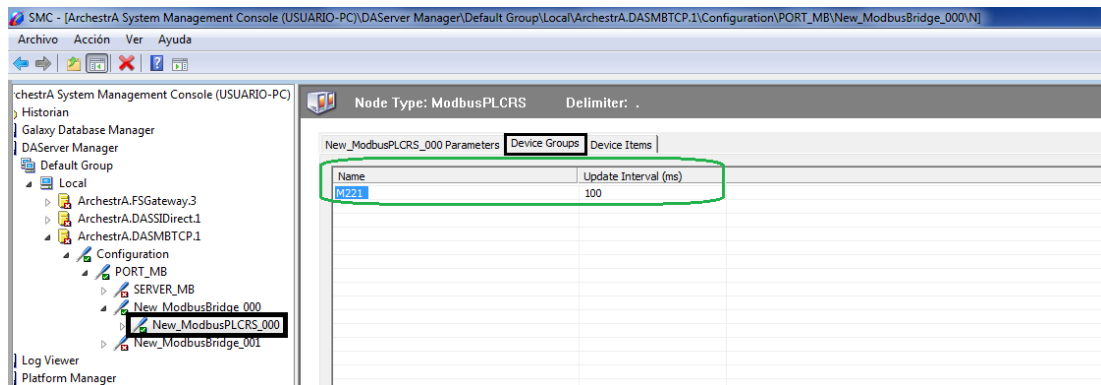 SMC - [ArchestrA System Management Console (USUARIO-PC)\DAServer Manager\Default Group\Local\ArchestrA.DASMBTCP.1\Configuration\PORT_MB\New_ModbusBridge_000\N]
Archivo Acción Ver Ayuda
chestrA System Management Console (USUARIO-PC)
Historian
Galaxy Database Manager
DAServer Manager
Default Group
Local
ArchestrA.FSGateway.3
ArchestrA.DASSIDirect.1
ArchestrA.DASMBTCP.1
Configuration
PORT_MB
SERVER_MB
New_ModbusBridge_000
New_ModbusPLCRS_000
New_ModbusBridge_001
Log Viewer
Platform Manager
Node Type: ModbusPLCRS Delimiter: .
New_ModbusPLCRS_000 Parameters Device Groups Device Items
Name Update Interval (ms)
M221 100